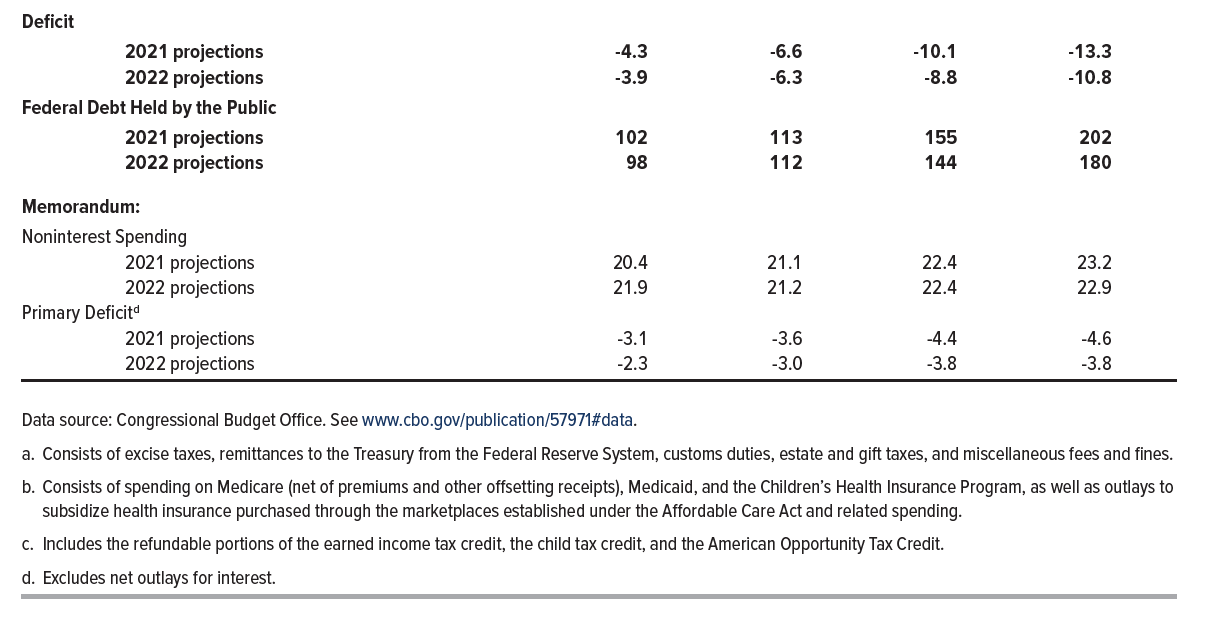 Deficit
2021 projections -4.3 -6.6 -10.1 -13.3
2022 projections -3.9 -6.3 -8.8 -10.8
Federal Debt Held by the Public
2021 projections 102 113 155 202
2022 projections 98 112 144 180
Memorandum:
Noninterest Spending
2021 projections 20.4 21.1 22.4 23.2
2022 projections 21.9 21.2 22.4 22.9
Primary Deficitᵈ
2021 projections -3.1 -3.6 -4.4 -4.6
2022 projections -2.3 -3.0 -3.8 -3.8
Data source: Congressional Budget Office. See www.cbo.gov/publication/57971#data.
a. Consists of excise taxes, remittances to the Treasury from the Federal Reserve System, customs duties, estate and gift taxes, and miscellaneous fees and fines.
b. Consists of spending on Medicare (net of premiums and other offsetting receipts), Medicaid, and the Children’s Health Insurance Program, as well as outlays to
subsidize health insurance purchased through the marketplaces established under the Affordable Care Act and related spending.
c. Includes the refundable portions of the earned income tax credit, the child tax credit, and the American Opportunity Tax Credit.
d. Excludes net outlays for interest.